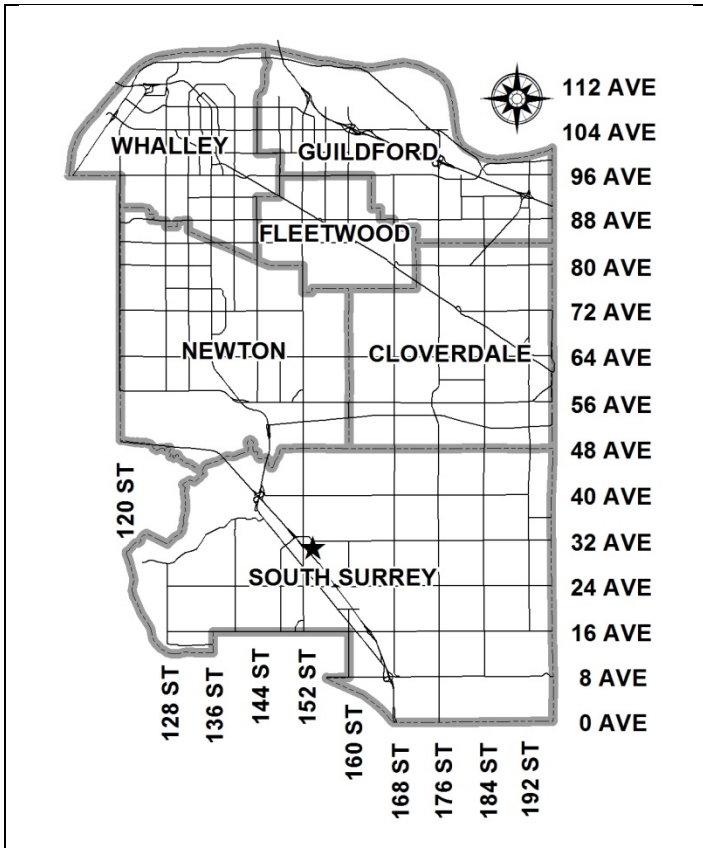 112 AVE
104 AVE
WHALLEY
GUILDFORD
96 AVE
88 AVE
FLEETWOOD
80 AVE
72 AVE
NEWTON
CLOVERDALE
64 AVE
56 AVE
48 AVE
120 ST
40 AVE
32 AVE
SOUTH SURREY
24 AVE
16 AVE
128 ST
136 ST
144 ST
152 ST
160 ST
8 AVE
0 AVE
168 ST
176 ST
184 ST
192 ST